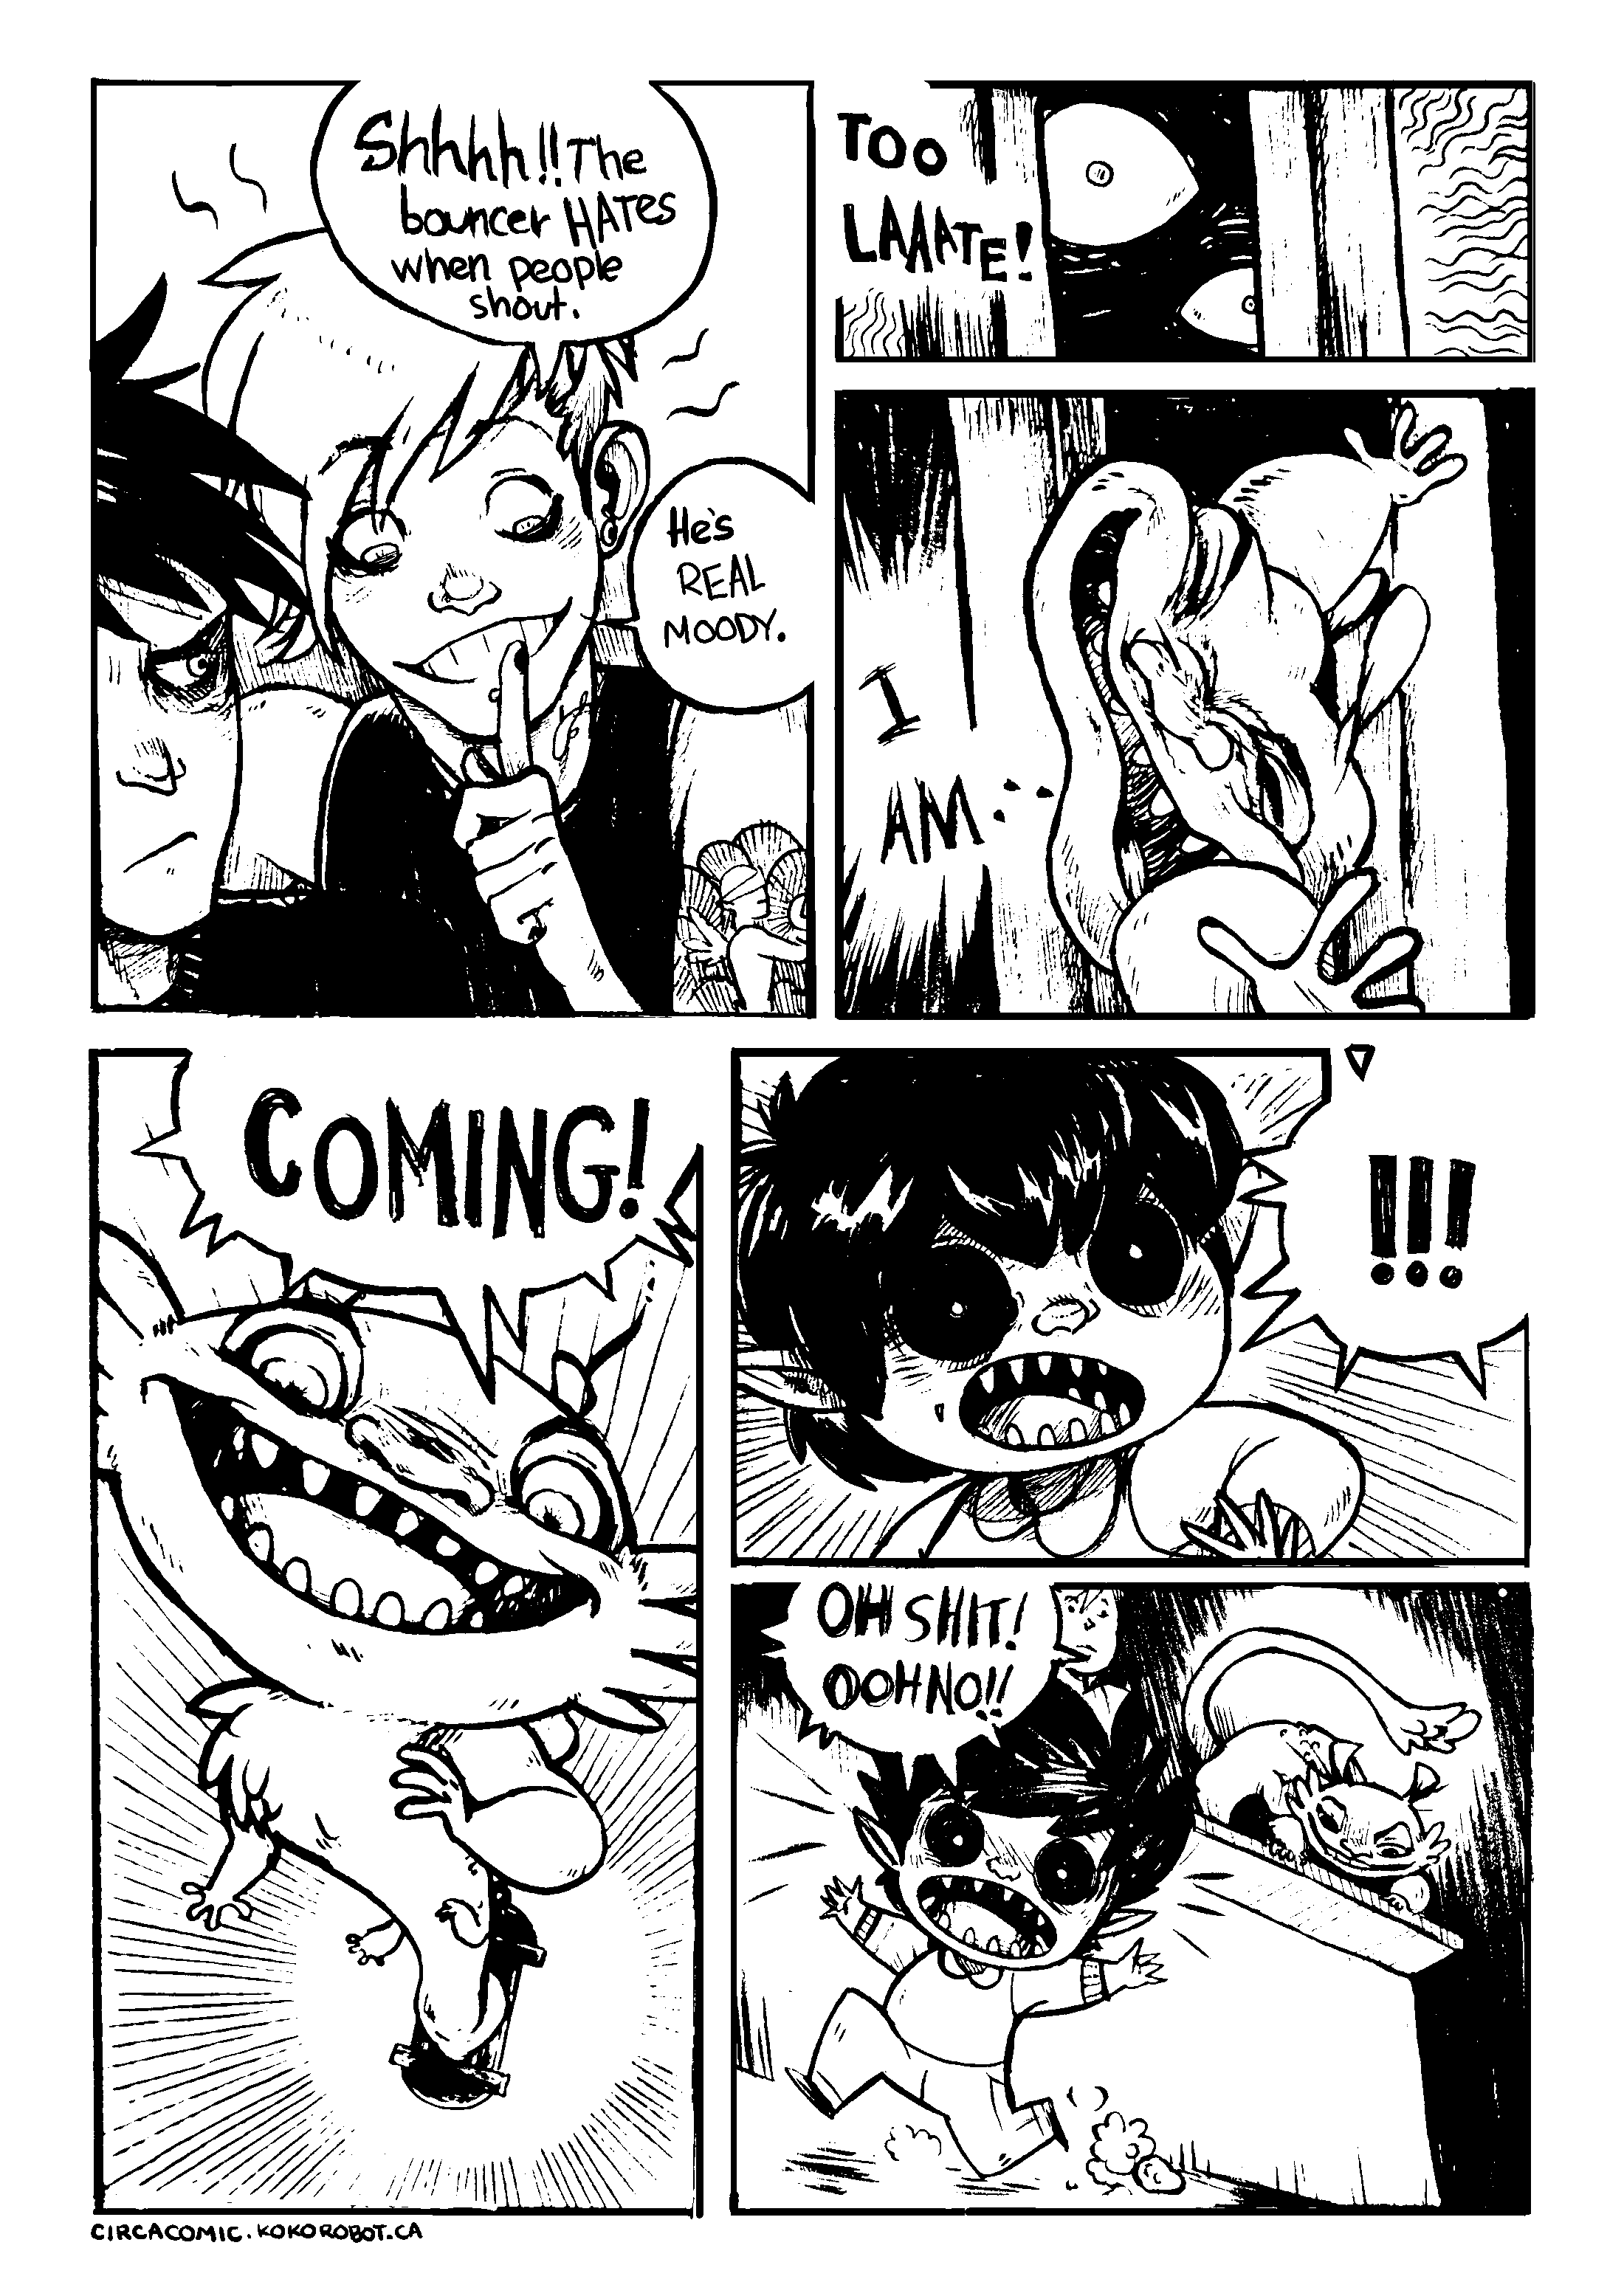 Shhhh!! The
bouncer HATES
when people
shout.
He's
REAL
MOODY.
TOO
LAAATE!
I
AM...
COMING!
!!!
OH SHIT!
OOH NO!!
CIRCACOMIC.KOKOROBOT.CA